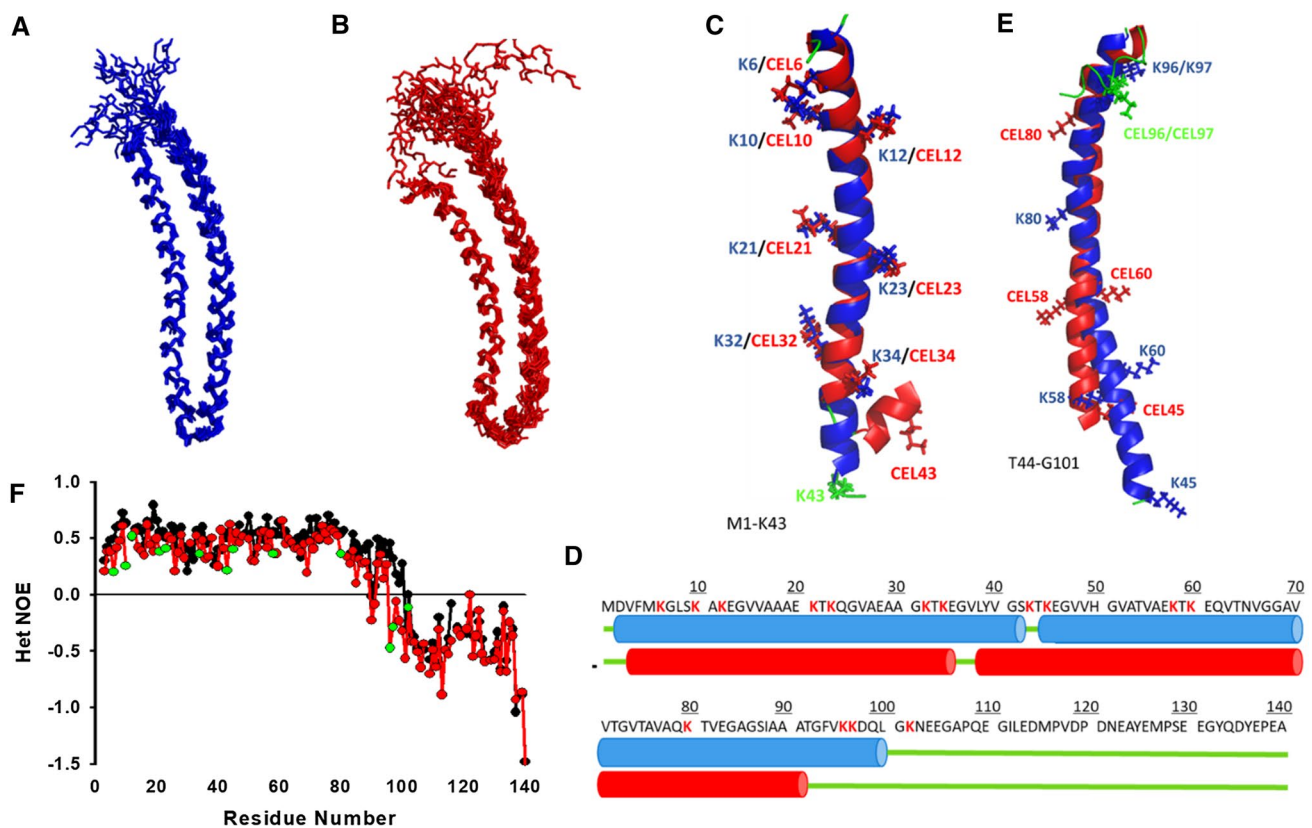 A
B
C
K6/CEL6
K10/CEL10
K12/CEL12
K21/CEL21
K23/CEL23
K32/CEL32
K34/CEL34
CEL43
K43
M1-K43
E
K96/K97
CEL80
CEL96/CEL97
K80
CEL60
CEL58
K60
K58
CEL45
T44-G101
K45
F
1.0
0.5
0.0
-0.5
-1.0
-1.5
Het NOE
0 20 40 60 80 100 120 140
Residue Number
D
10 20 30 40 50 60 70
MDVFMKGLSK AKEGVVAAAE KTKQGVAEAA GKTKEGVLYV GSKTKEGVVH GVATVAEKTK EQVTNVGGAV
80 90 100 110 120 130 140
VTGVTAVAQK TVEGAGSIAA ATGFVKKDQL GKNEEGAPQE GILEDMPVDP DNEAYEMPSE EGYQDYEPEA